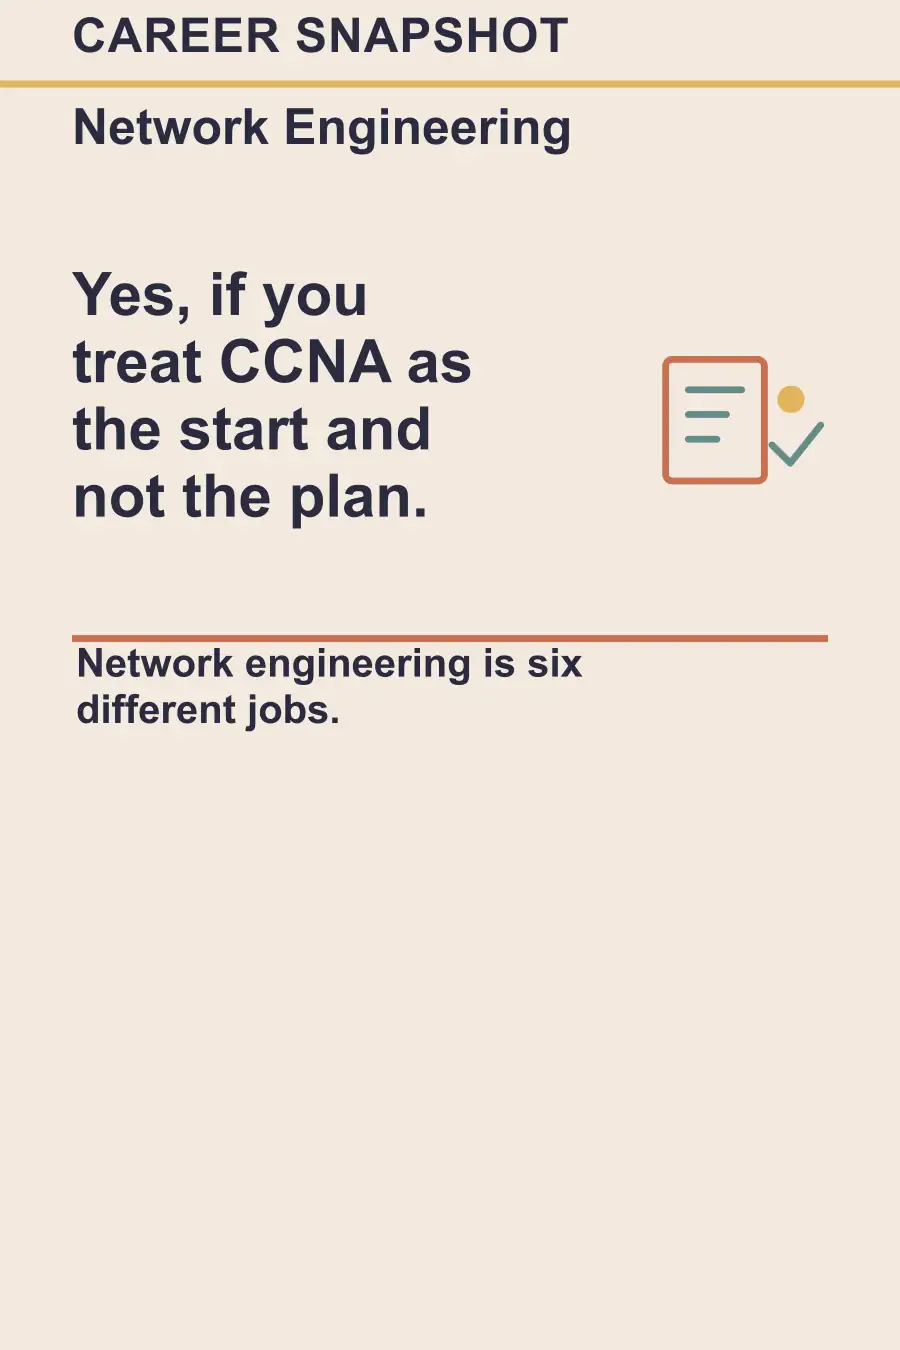 CAREER SNAPSHOT
Network Engineering
Yes, if you
treat CCNA as
the start and
not the plan.
Network engineering is six
different jobs.